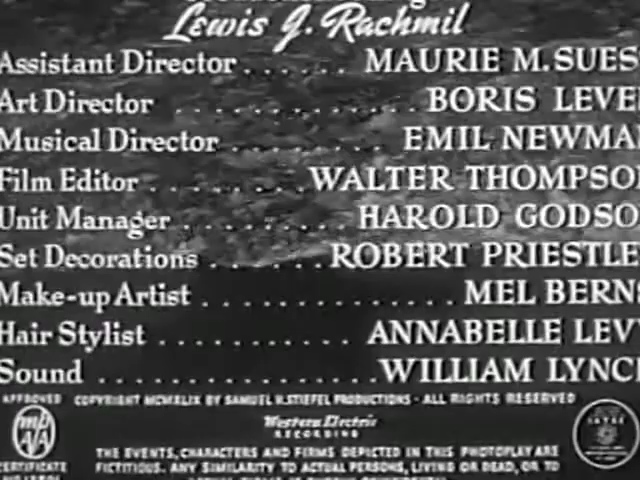 Lewis J. Rachmil
Assistant Director ...... MAURIE M. SUES
Art Director ............ BORIS LEVE
Musical Director ........ EMIL NEWMA
Film Editor ........ WALTER THOMPSO
Unit Manager .......... HAROLD GODSO
Set Decorations ...... ROBERT PRIESTLE
Make-up Artist .............. MEL BERN
Hair Stylist ........... ANNABELLE LEV
Sound ................ WILLIAM LYNC
APPROVED COPYRIGHT MCMXLIX BY SAMUEL H. STIEFEL PRODUCTIONS - ALL RIGHTS RESERVED
Western Electric
RECORDING
THE EVENTS, CHARACTERS AND FIRMS DEPICTED IN THIS PHOTOPLAY ARE
CERTIFICATE FICTITIOUS. ANY SIMILARITY TO ACTUAL PERSONS, LIVING OR DEAD, OR TO